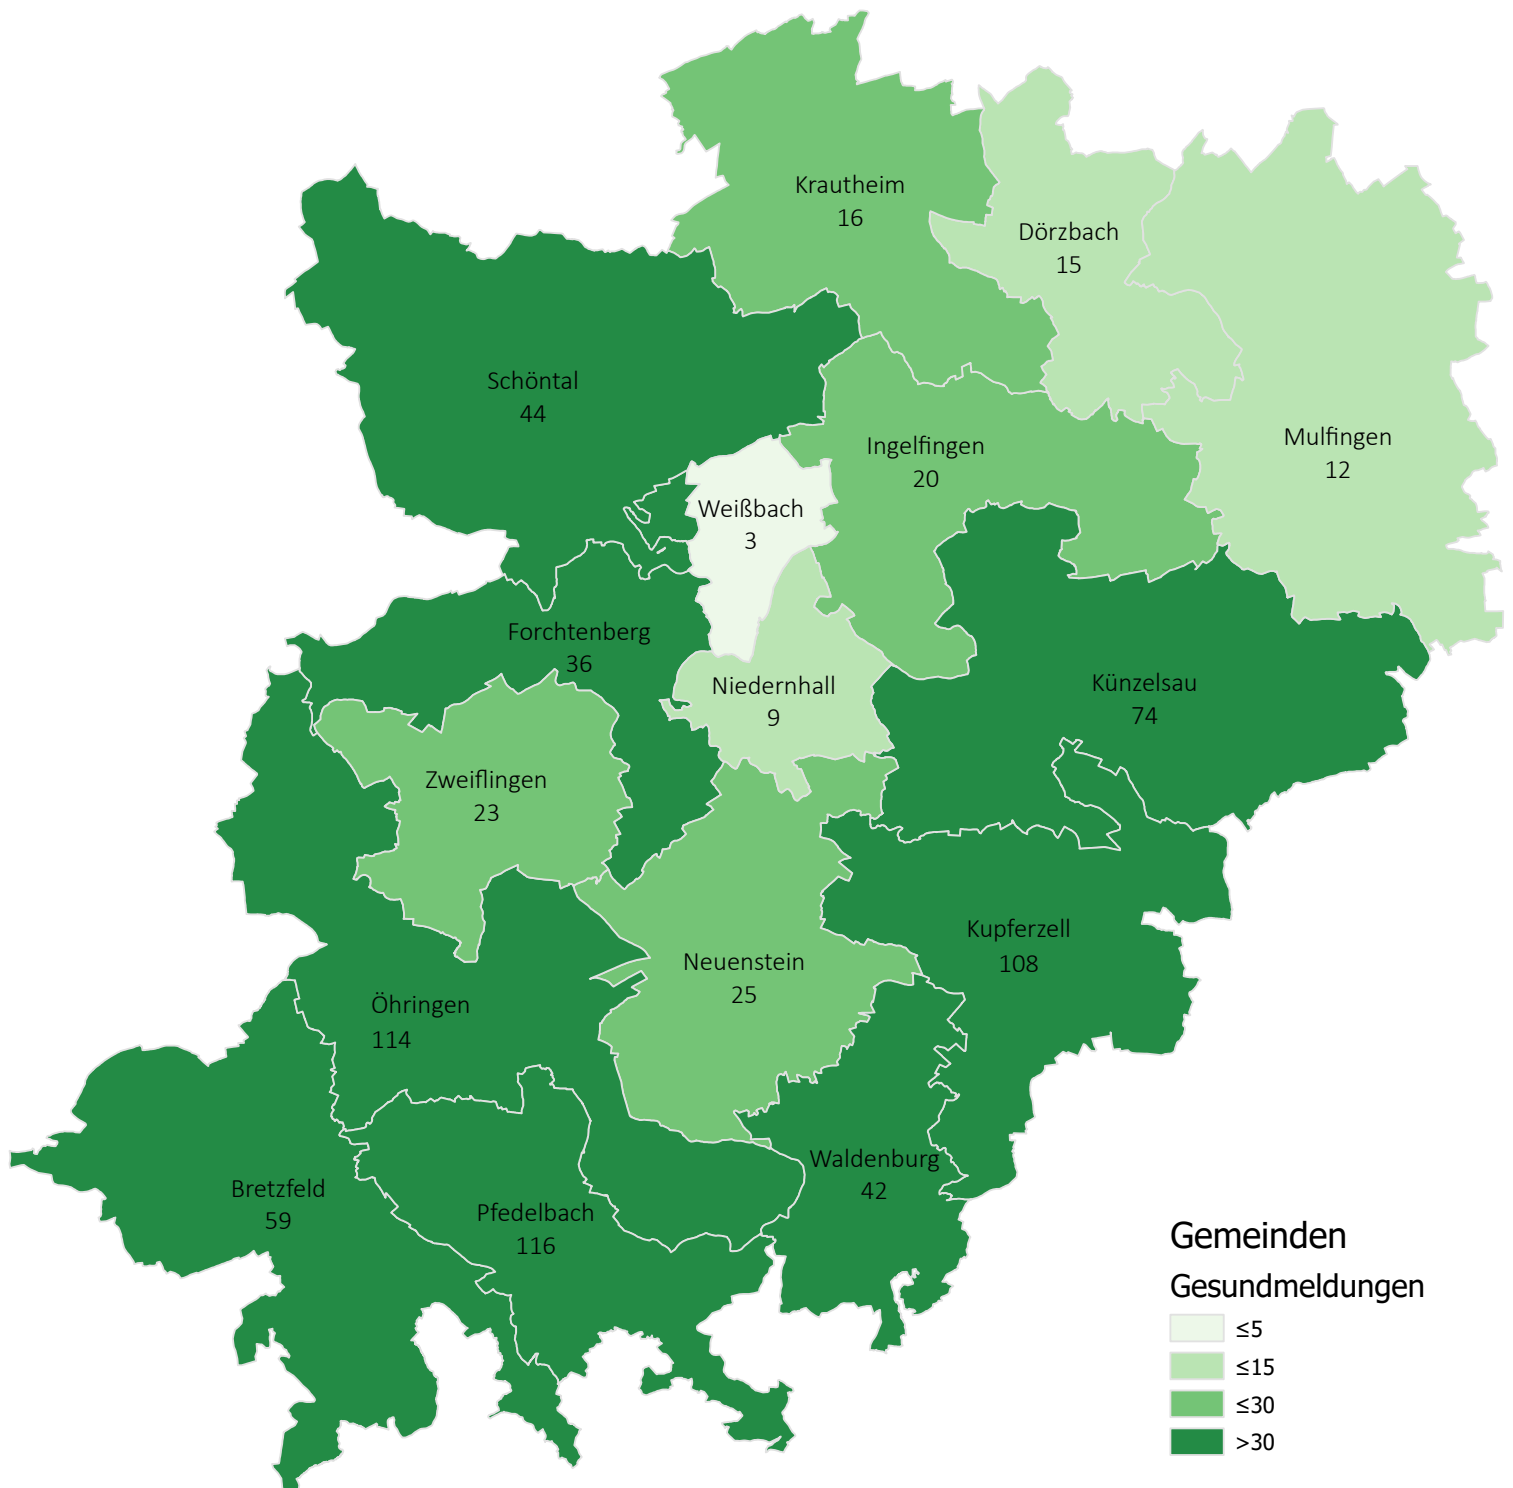 Krautheim
16
Dörzbach
15
Schöntal
44
Mulfingen
12
Ingelfingen
20
Weißbach
3
Forchtenberg
36
Niedernhall
9
Künzelsau
74
Zweiflingen
23
Kupferzell
108
Neuenstein
25
Öhringen
114
Waldenburg
42
Bretzfeld
59
Pfedelbach
116
Gemeinden
Gesundmeldungen
≤5
≤15
≤30
>30